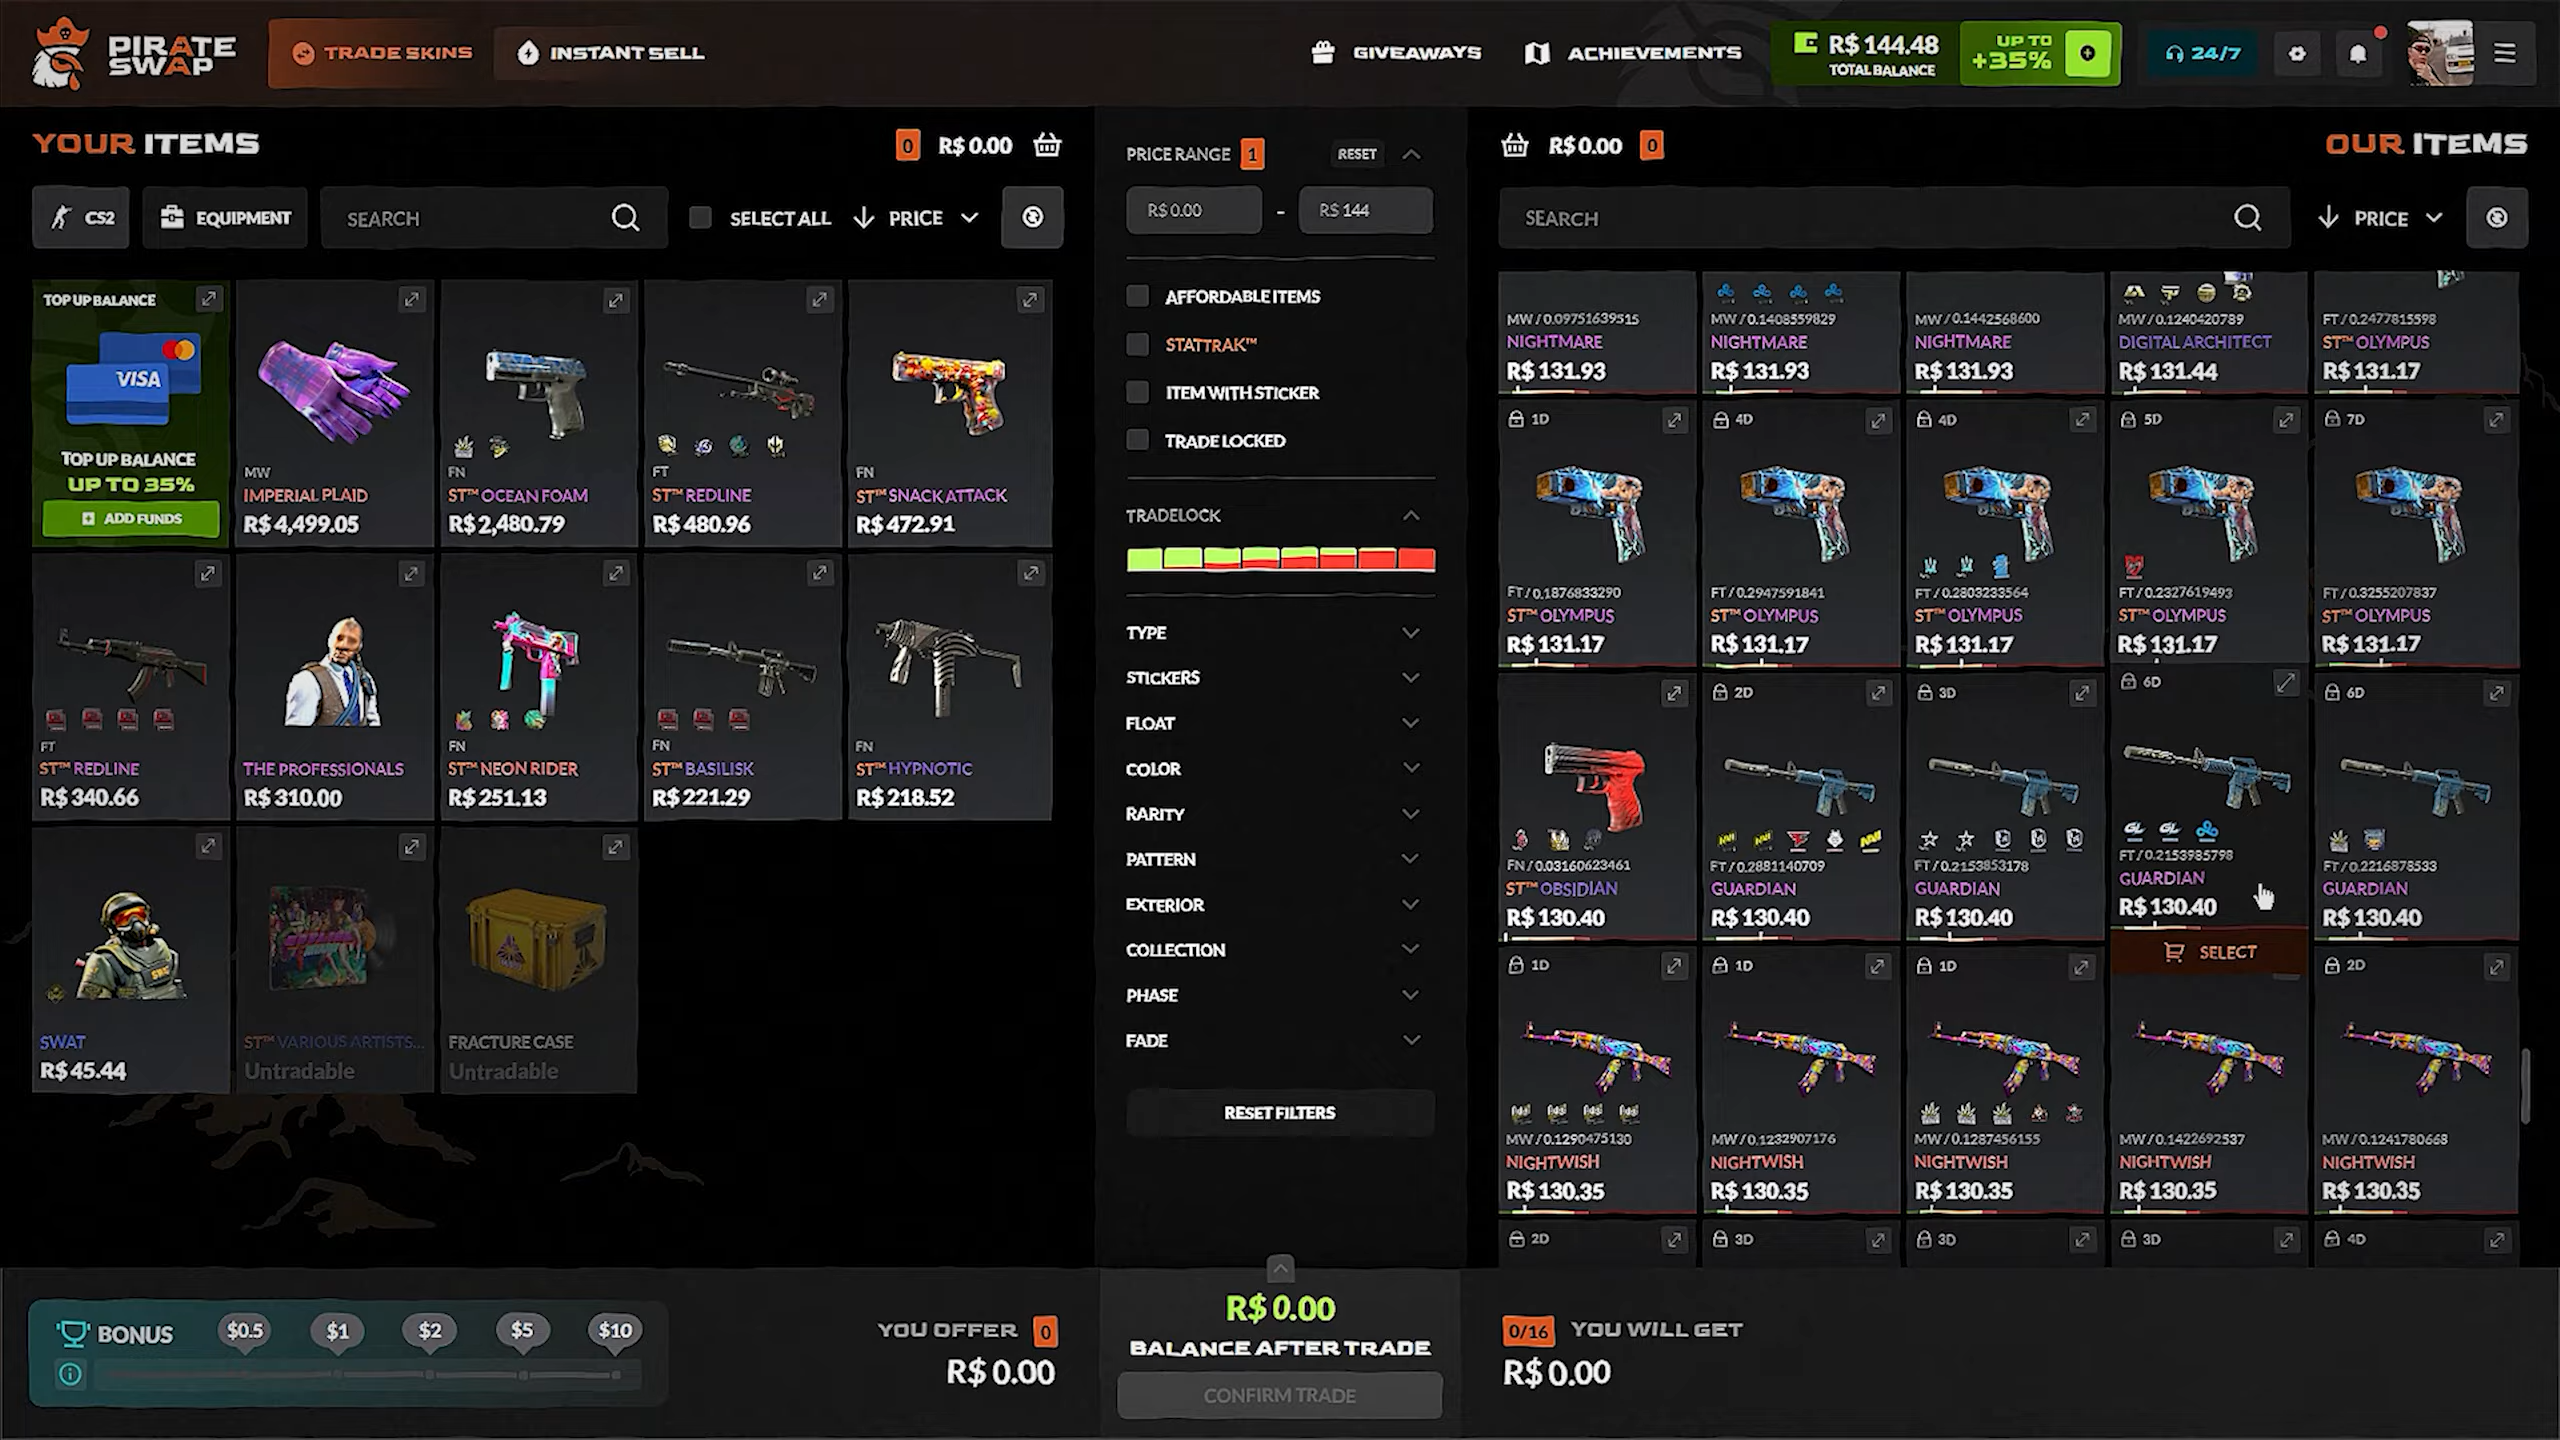 PIRATE SWAP
TRADE SKINS
INSTANT SELL
GIVEAWAYS
ACHIEVEMENTS
R$ 144.48
TOTAL BALANCE
UP TO
+35%
24/7
YOUR ITEMS
0
R$ 0.00
CS2
EQUIPMENT
SEARCH
SELECT ALL
PRICE
TOP UP BALANCE
VISA
TOP UP BALANCE
UP TO 35%
ADD FUNDS
MW
IMPERIAL PLAID
R$ 4,499.05
FN
ST™ OCEAN FOAM
R$ 2,480.79
FT
ST™ REDLINE
R$ 480.96
FN
ST™ SNACK ATTACK
R$ 472.91
FT
ST™ REDLINE
R$ 340.66
THE PROFESSIONALS
R$ 310.00
FN
ST™ NEON RIDER
R$ 251.13
FN
ST™ BASILISK
R$ 221.29
FN
ST™ HYPNOTIC
R$ 218.52
SWAT
R$ 45.44
ST™ VARIOUS ARTISTS...
Untradable
FRACTURE CASE
Untradable
PRICE RANGE 1
RESET
R$ 0.00
-
R$ 144
AFFORDABLE ITEMS
STATTRAK™
ITEM WITH STICKER
TRADE LOCKED
TRADELOCK
TYPE
STICKERS
FLOAT
COLOR
RARITY
PATTERN
EXTERIOR
COLLECTION
PHASE
FADE
RESET FILTERS
R$ 0.00
0
OUR ITEMS
SEARCH
PRICE
MW / 0.09751639515
NIGHTMARE
R$ 131.93
MW / 0.1408559829
NIGHTMARE
R$ 131.93
MW / 0.1442568600
NIGHTMARE
R$ 131.93
MW / 0.1240420789
DIGITAL ARCHITECT
R$ 131.44
FT / 0.2477815598
ST™ OLYMPUS
R$ 131.17
1D
FT / 0.1876833290
ST™ OLYMPUS
R$ 131.17
4D
FT / 0.2947591841
ST™ OLYMPUS
R$ 131.17
4D
FT / 0.2803233564
ST™ OLYMPUS
R$ 131.17
5D
FT / 0.2327619493
ST™ OLYMPUS
R$ 131.17
7D
FT / 0.3255207837
ST™ OLYMPUS
R$ 131.17
FN / 0.03160623461
ST™ OBSIDIAN
R$ 130.40
2D
FT / 0.2881140709
GUARDIAN
R$ 130.40
3D
FT / 0.2153853178
GUARDIAN
R$ 130.40
6D
FT / 0.2153985798
GUARDIAN
R$ 130.40
SELECT
6D
FT / 0.2216878533
GUARDIAN
R$ 130.40
1D
MW / 0.1290475130
NIGHTWISH
R$ 130.35
1D
MW / 0.1232907176
NIGHTWISH
R$ 130.35
1D
MW / 0.1287456155
NIGHTWISH
R$ 130.35
MW / 0.1422692537
NIGHTWISH
R$ 130.35
2D
MW / 0.1241780668
NIGHTWISH
R$ 130.35
2D
3D
3D
3D
4D
BONUS
$0.5
$1
$2
$5
$10
YOU OFFER 0
R$ 0.00
R$ 0.00
BALANCE AFTER TRADE
CONFIRM TRADE
0/16 YOU WILL GET
R$ 0.00